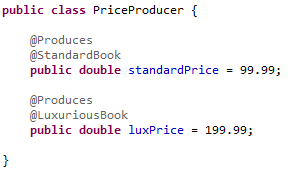 public class PriceProducer {
@Produces
@StandardBook
public double standardPrice = 99.99;
@Produces
@LuxuriousBook
public double luxPrice = 199.99;
}